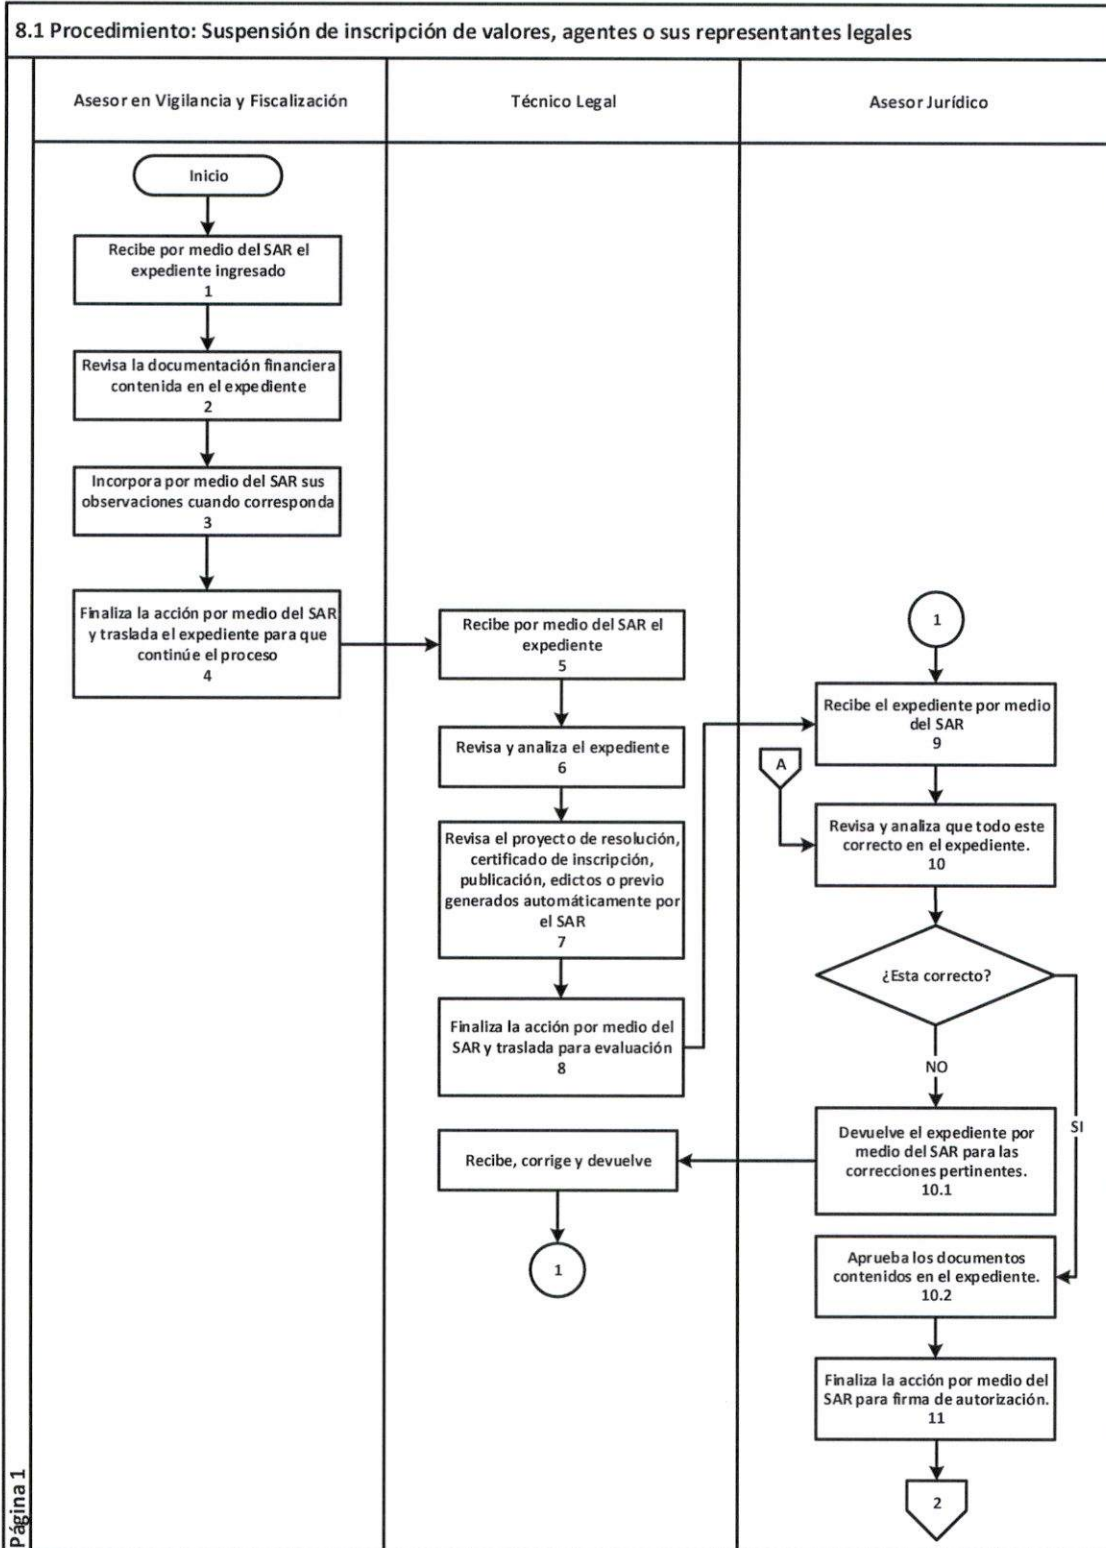 8.1 Procedimiento: Suspensión de inscripción de valores, agentes o sus representantes legales
Asesor en Vigilancia y Fiscalización
Técnico Legal
Asesor Jurídico
Inicio
Recibe por medio del SAR el
expediente ingresado
1
Revisa la documentación financiera
contenida en el expediente
2
Incorpora por medio del SAR sus
observaciones cuando corresponda
3
Finaliza la acción por medio del SAR
y traslada el expediente para que
continúe el proceso
4
Recibe por medio del SAR el
expediente
5
Revisa y analiza el expediente
6
Revisa el proyecto de resolución,
certificado de inscripción,
publicación, edictos o previo
generados automáticamente por
el SAR
7
Finaliza la acción por medio del
SAR y traslada para evaluación
8
Recibe, corrige y devuelve
1
1
Recibe el expediente por medio
del SAR
9
A
Revisa y analiza que todo este
correcto en el expediente.
10
¿Esta correcto?
NO
SI
Devuelve el expediente por
medio del SAR para las
correcciones pertinentes.
10.1
Aprueba los documentos
contenidos en el expediente.
10.2
Finaliza la acción por medio del
SAR para firma de autorización.
11
2
Página 1